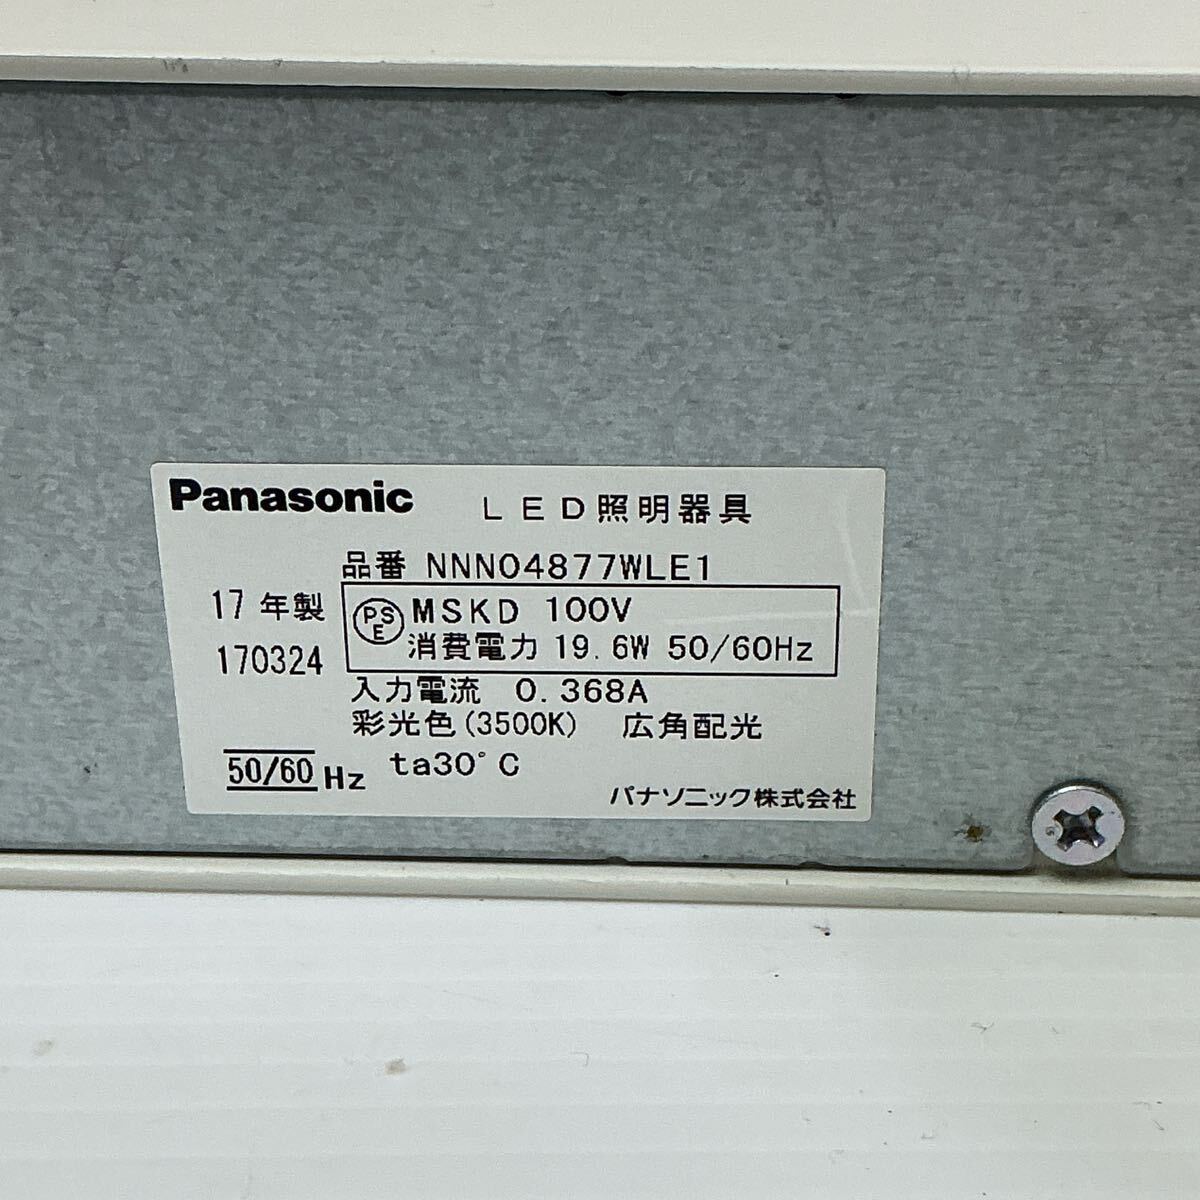 Panasonic LED照明器具
品番 NNN04877WLE1
17年製 PSE MSKD 100V
170324 消費電力 19.6W 50/60Hz
入力電流 0.368A
彩光色(3500K) 広角配光
50/60 Hz ta30°C
パナソニック株式会社